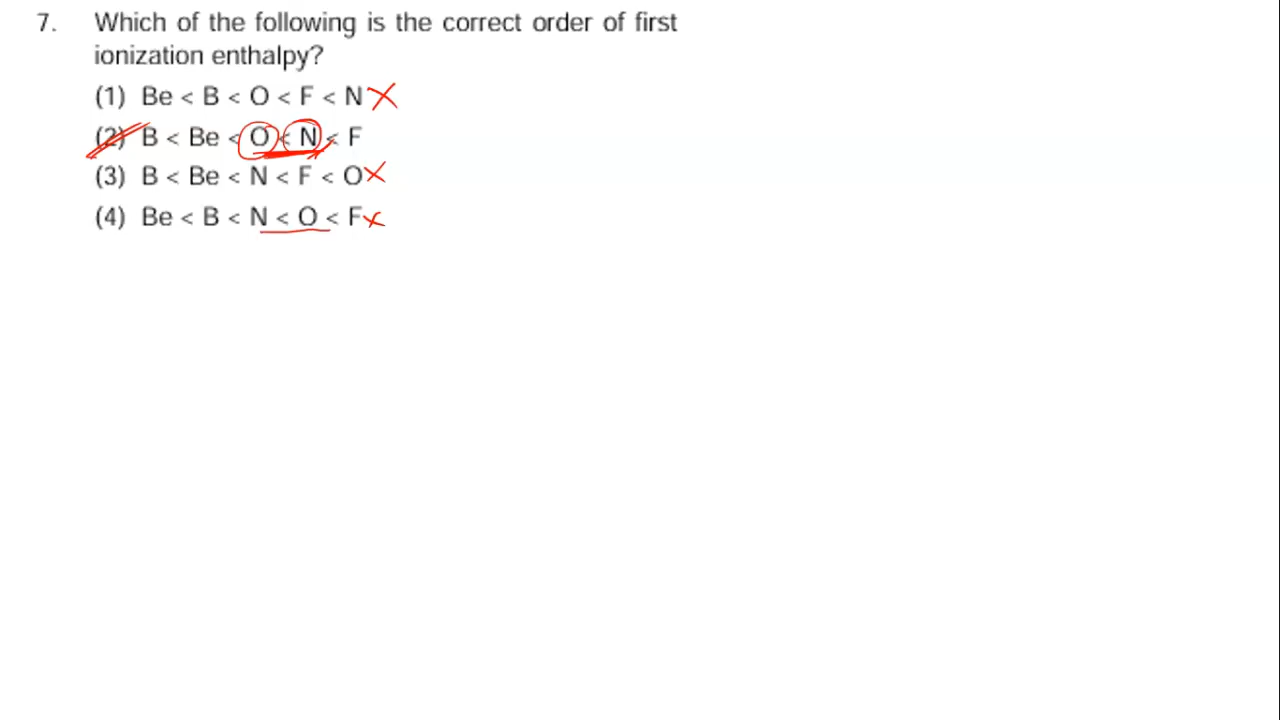 7. Which of the following is the correct order of first
ionization enthalpy?
(1) Be < B < O < F < N
(2) B < Be < O < N < F
(3) B < Be < N < F < O
(4) Be < B < N < O < F